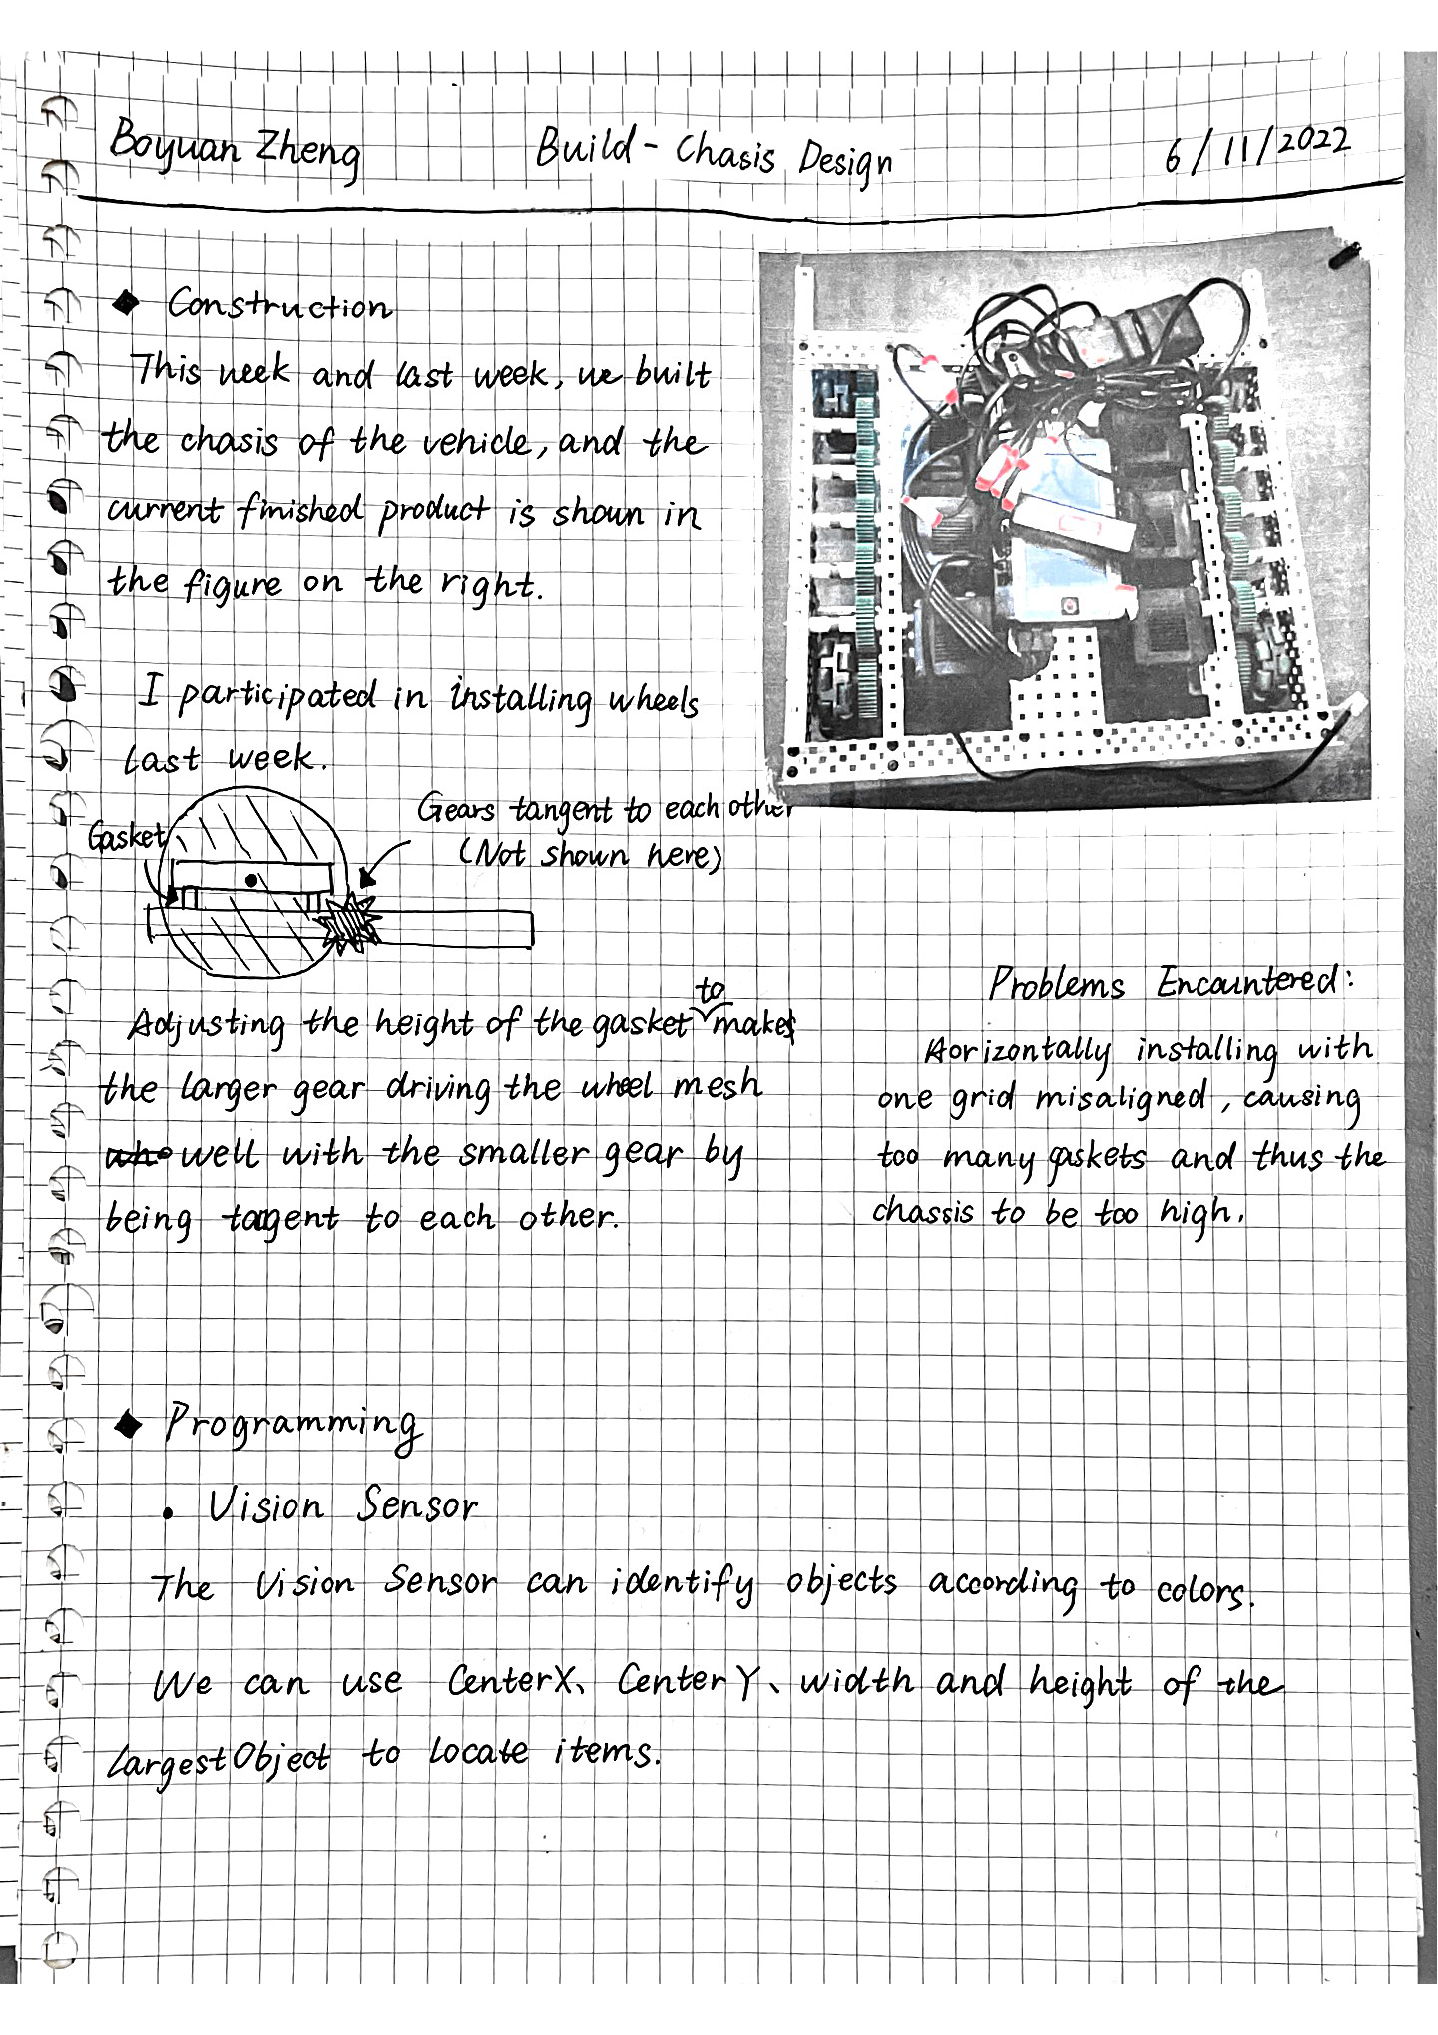 Boyuan Zheng
Build - Chasis Design
6/11/2022
◆ Construction
This week and last week, we built
the chasis of the vehicle, and the
current finished product is shown in
the figure on the right.
I participated in installing wheels
last week.
Gasket
Gears tangent to each other
(Not shown here)
to
Adjusting the height of the gasket makes
the larger gear driving the wheel mesh
well with the smaller gear by
being tangent to each other.
Problems Encountered:
Horizontally installing with
one grid misaligned, causing
too many gaskets and thus the
chassis to be too high.
◆ Programming
• Vision Sensor
The Vision Sensor can identify objects according to colors.
We can use CenterX、CenterY、width and height of the
LargestObject to locate items.